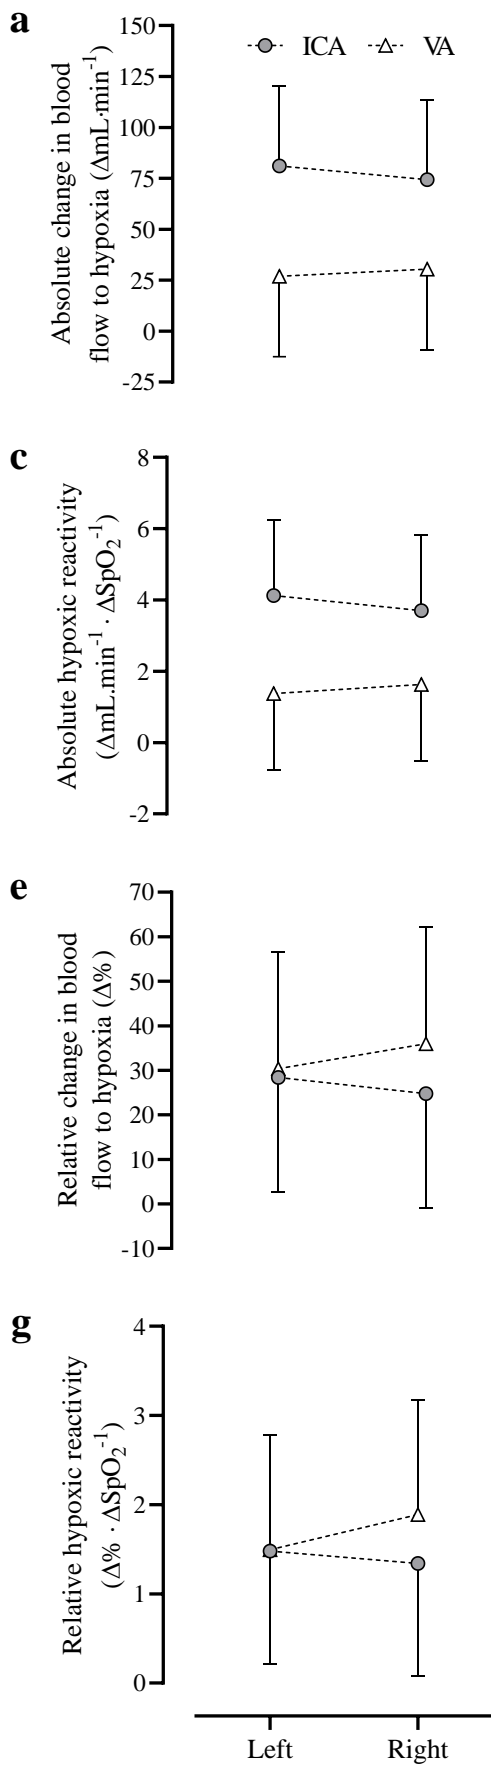 a
Absolute change in blood
flow to hypoxia (ΔmL·min⁻¹)
150
125
100
75
50
25
0
-25
ICA VA
c
Absolute hypoxic reactivity
(ΔmL.min⁻¹ · ΔSpO₂⁻¹)
8
6
4
2
0
-2
e
Relative change in blood
flow to hypoxia (Δ%)
70
60
50
40
30
20
10
0
-10
g
Relative hypoxic reactivity
(Δ% · ΔSpO₂⁻¹)
4
3
2
1
0
Left Right